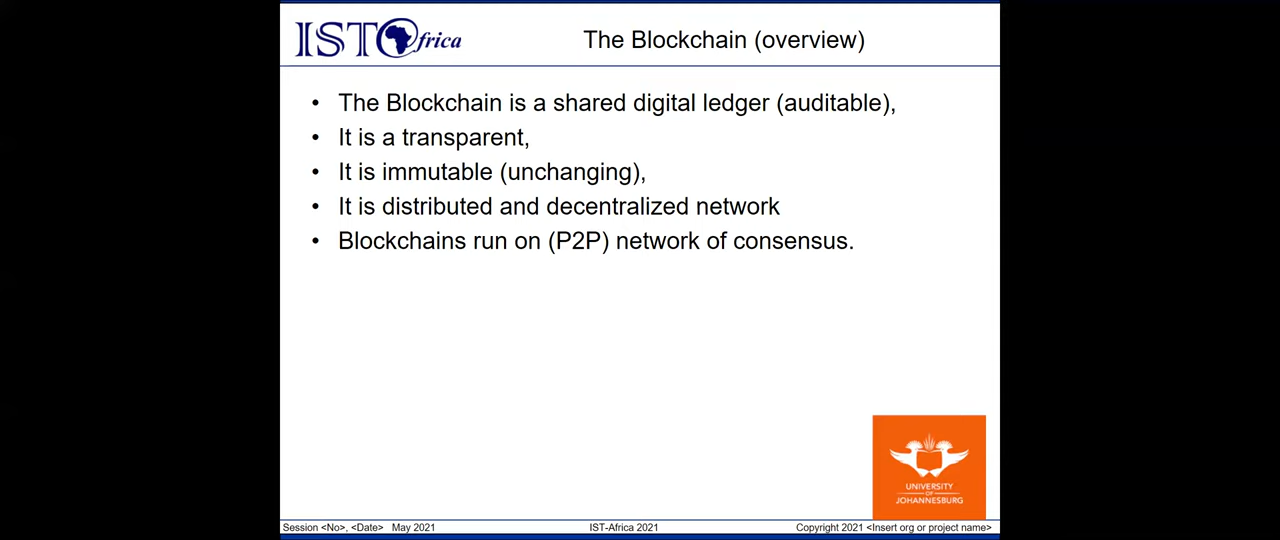 ISTAfrica
The Blockchain (overview)
• The Blockchain is a shared digital ledger (auditable),
• It is a transparent,
• It is immutable (unchanging),
• It is distributed and decentralized network
• Blockchains run on (P2P) network of consensus.
UNIVERSITY
OF
JOHANNESBURG
Session <No>, <Date> May 2021
IST-Africa 2021
Copyright 2021 <Insert org or project name>